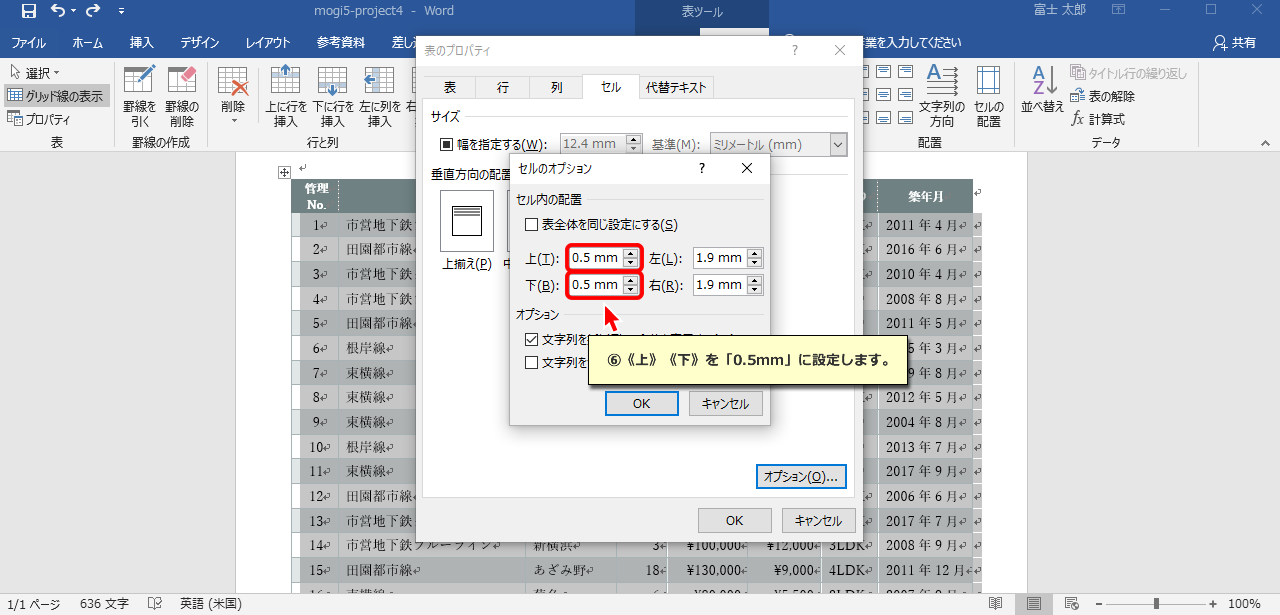 mogi5-project4 - Word
表ツール
富士 太郎
ファイル ホーム 挿入 デザイン レイアウト 参考資料
業を入力してください
共有
選択
グリッド線の表示
プロパティ
表
罫線を引く
罫線の削除
罫線の作成
削除
上に行を挿入
下に行を挿入
左に列を挿入
行と列
文字列の方向
セルの配置
配置
並べ替え
タイトル行の繰り返し
表の解除
計算式
データ
表のプロパティ
表 行 列 セル 代替テキスト
サイズ
幅を指定する(W): 12.4 mm 基準(M): ミリメートル (mm)
垂直方向の配置
上揃え(P)
オプション(O)...
OK キャンセル
セルのオプション
セル内の配置
表全体を同じ設定にする(S)
上(T): 0.5 mm 左(L): 1.9 mm
下(B): 0.5 mm 右(R): 1.9 mm
オプション
文字列を
文字列を
OK キャンセル
⑥《上》《下》を「0.5mm」に設定します。
管理No. 築年月
1 市営地下鉄 2011 年 4 月
2 田園都市線 2016 年 6 月
3 市営地下鉄 2010 年 4 月
4 市営地下鉄 2008 年 8 月
5 田園都市線 2011 年 5 月
6 根岸線 5 年 3 月
7 東横線 9 年 8 月
8 東横線 2012 年 5 月
9 東横線 2004 年 8 月
10 根岸線 2013 年 7 月
11 東横線 2017 年 9 月
12 田園都市線 2006 年 6 月
13 市営地下鉄 2017 年 7 月
14 市営地下鉄ブルーライン 新横浜 3 ¥100,000 ¥12,000 3LDK 2008 年 9 月
15 田園都市線 あざみ野 18 ¥130,000 ¥9,000 4LDK 2011 年 12 月
1/1 ページ 636 文字 英語 (米国) 100%